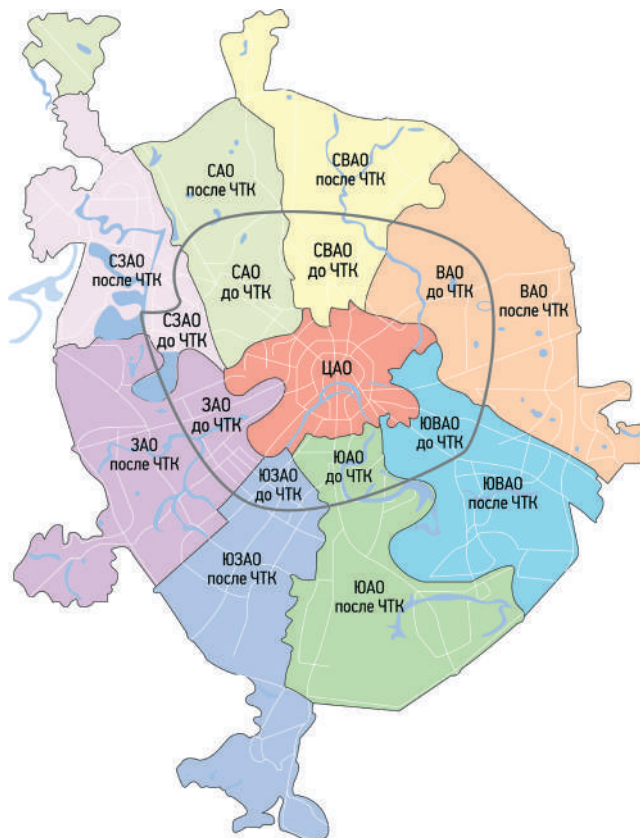 САО
после ЧТК
СВАО
после ЧТК
СЗАО
после ЧТК
САО
до ЧТК
СВАО
до ЧТК
ВАО
до ЧТК
ВАО
после ЧТК
СЗАО
до ЧТК
ЦАО
ЗАО
до ЧТК
ЗАО
после ЧТК
ЮЗАО
до ЧТК
ЮАО
до ЧТК
ЮВАО
до ЧТК
ЮВАО
после ЧТК
ЮЗАО
после ЧТК
ЮАО
после ЧТК